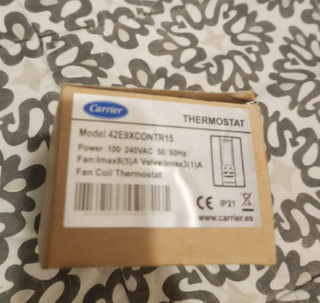 Carrier
THERMOSTAT
Model:42E9XCONTR15
Power: 100-240VAC 50 60Hz
Fan:Imax8(5)A Valve:Imax3(1)A
Fan Coil Thermostat
CE IP21
www.carrier.es